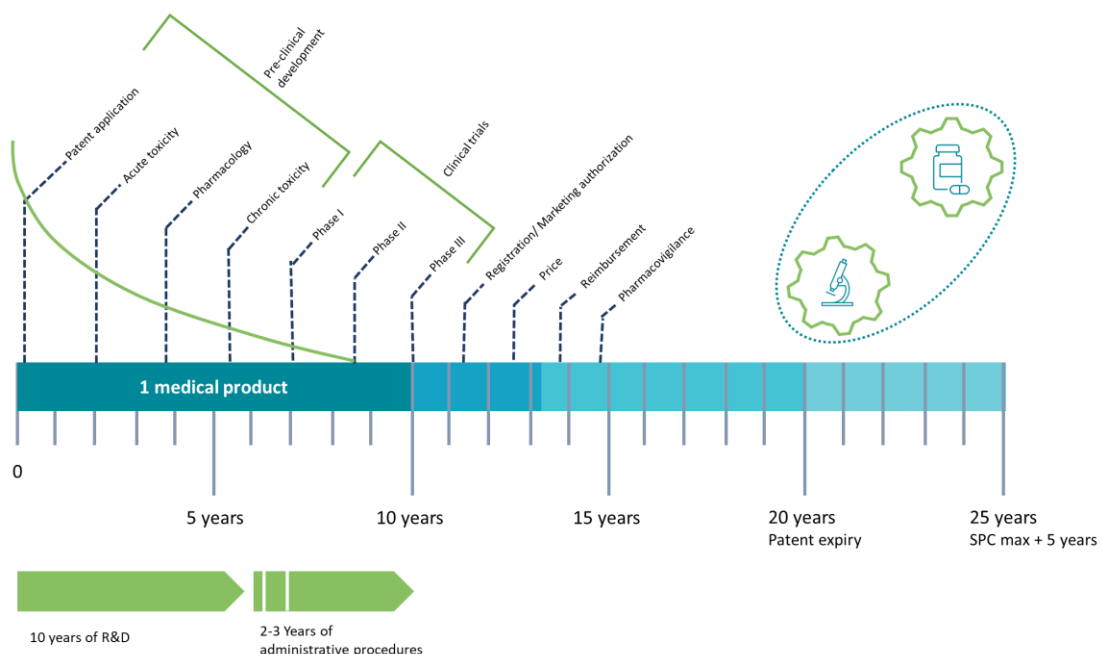 Pre-clinical
development
Clinical trials
Patent application
Acute toxicity
Pharmacology
Chronic toxicity
Phase I
Phase II
Phase III
Registration/ Marketing authorization
Price
Reimbursement
Pharmacovigilance
1 medical product
0
5 years
10 years
15 years
20 years
Patent expiry
25 years
SPC max + 5 years
10 years of R&D
2-3 Years of
administrative procedures